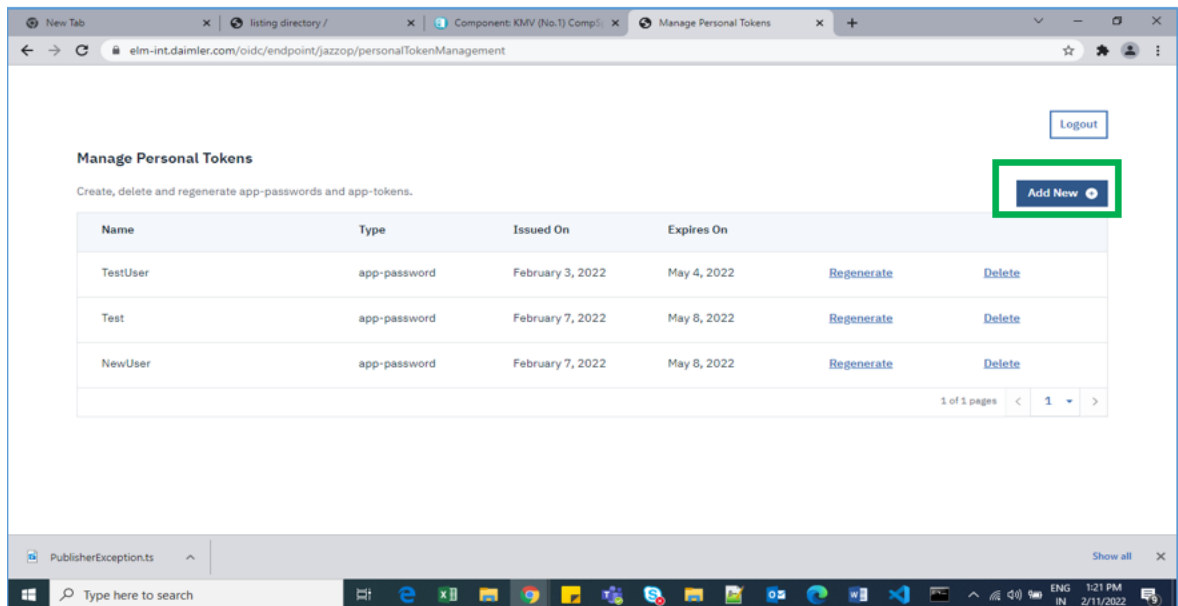 New Tab
listing directory /
Component: KMV (No.1) CompS
Manage Personal Tokens
elm-int.daimler.com/oidc/endpoint/jazzop/personalTokenManagement
Logout
Manage Personal Tokens
Create, delete and regenerate app-passwords and app-tokens.
Add New
Name Type Issued On Expires On
TestUser app-password February 3, 2022 May 4, 2022 Regenerate Delete
Test app-password February 7, 2022 May 8, 2022 Regenerate Delete
NewUser app-password February 7, 2022 May 8, 2022 Regenerate Delete
1 of 1 pages < 1 >
PublisherException.ts
Show all
Type here to search
ENG 1:21 PM
IN 2/11/2022
9